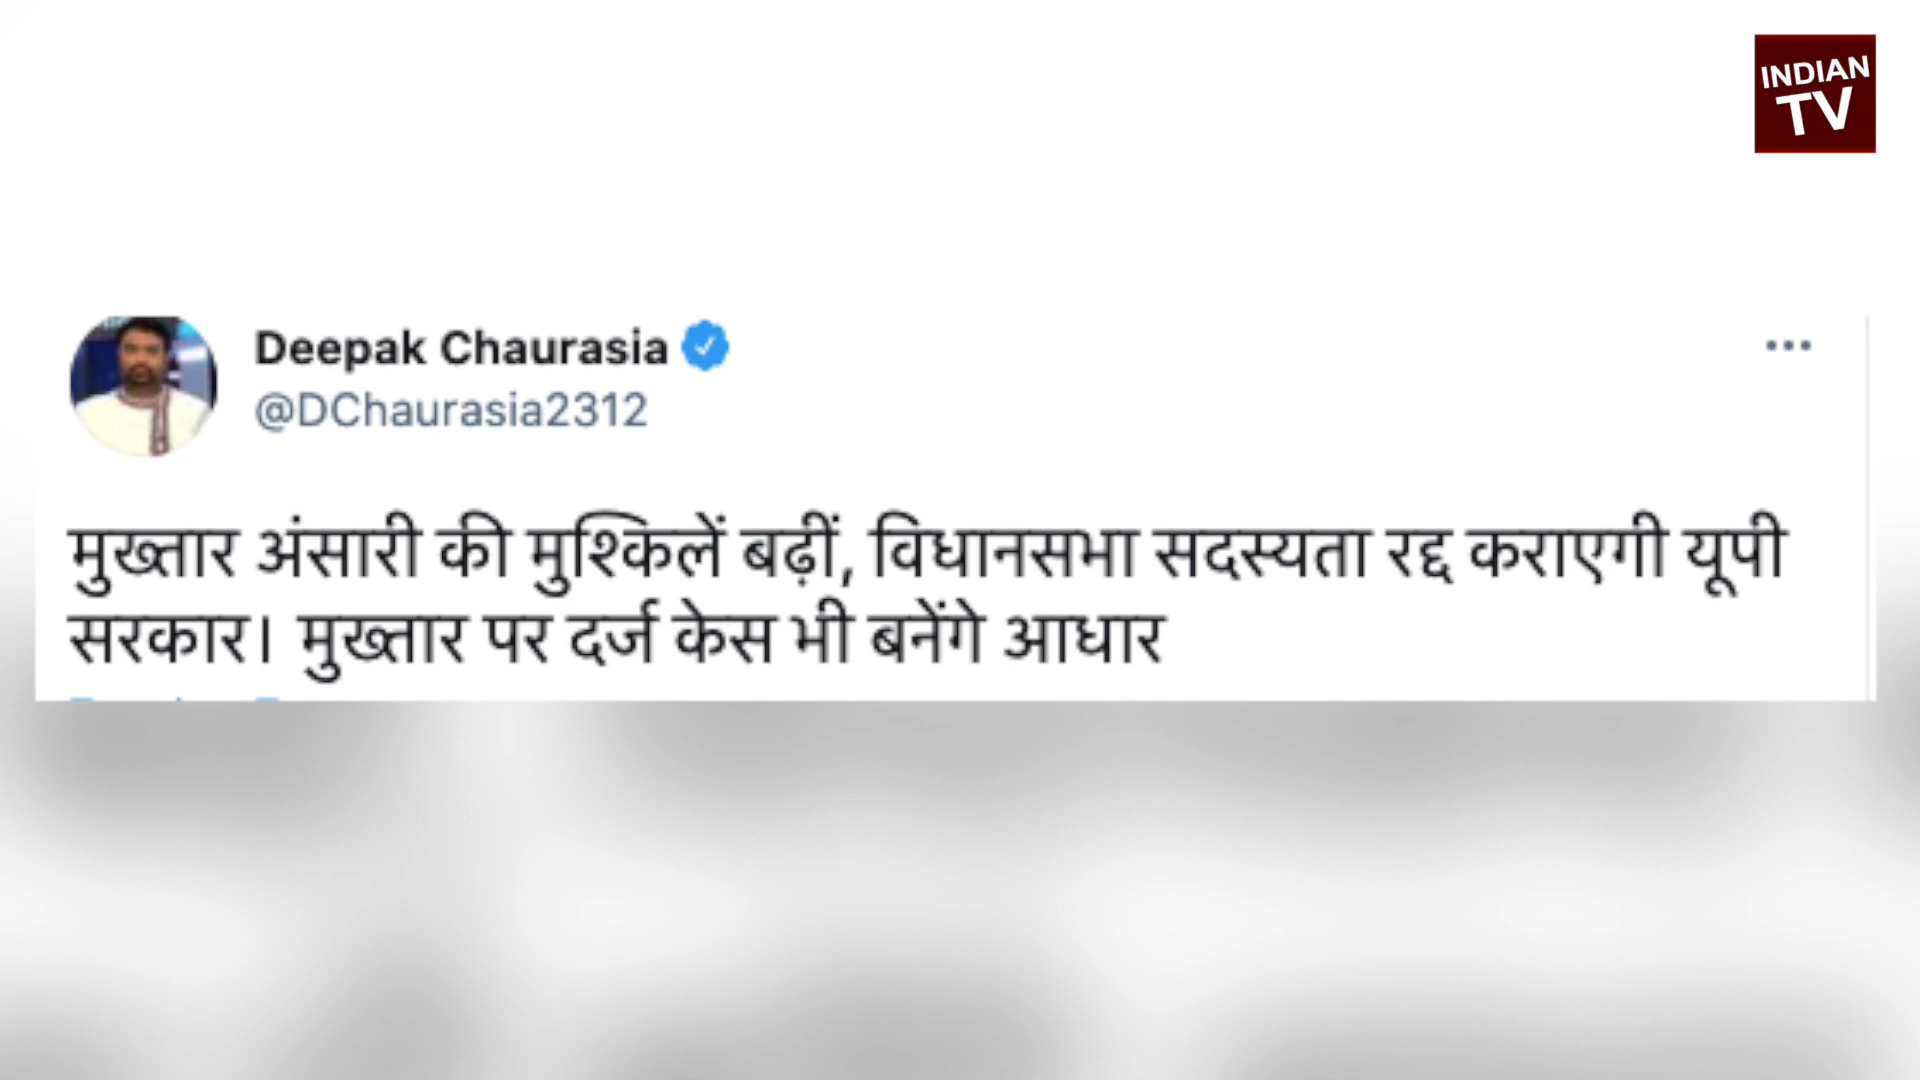 INDIAN
TV
Deepak Chaurasia
@DChaurasia2312
मुख्तार अंसारी की मुश्किलें बढ़ीं, विधानसभा सदस्यता रद्द कराएगी यूपी
सरकार। मुख्तार पर दर्ज केस भी बनेंगे आधार